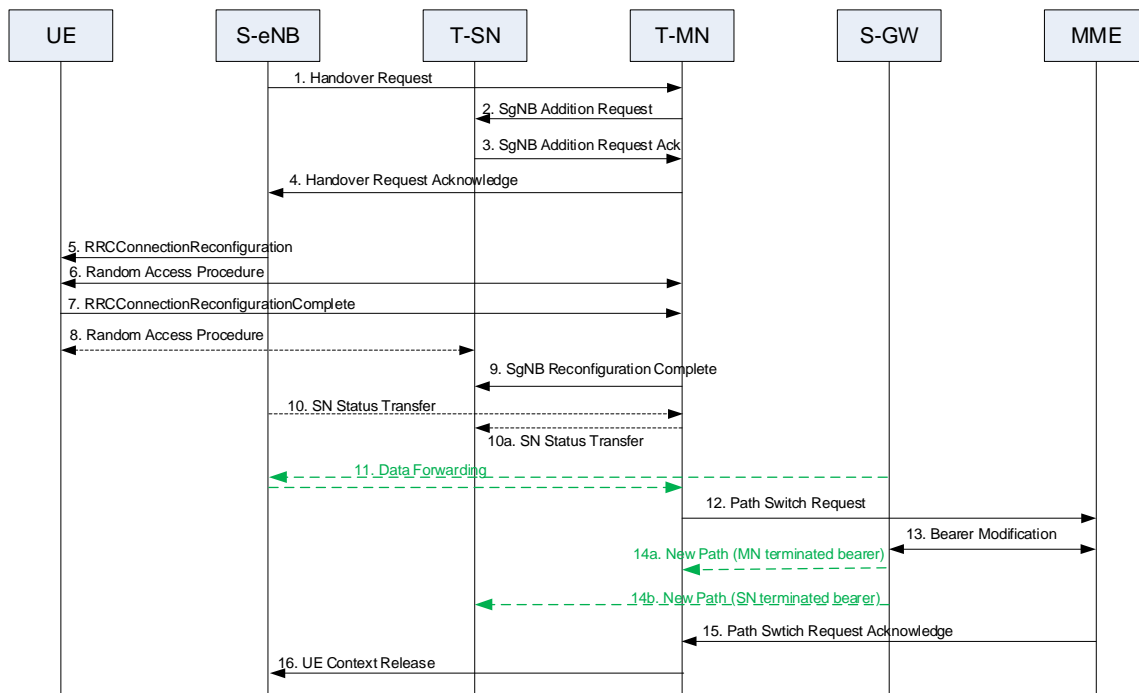 UE
S-eNB
T-SN
T-MN
S-GW
MME
1. Handover Request
2. SgNB Addition Request
3. SgNB Addition Request Ack
4. Handover Request Acknowledge
5. RRCConnectionReconfiguration
6. Random Access Procedure
7. RRCConnectionReconfigurationComplete
8. Random Access Procedure
9. SgNB Reconfiguration Complete
10. SN Status Transfer
10a. SN Status Transfer
11. Data Forwarding
12. Path Switch Request
13. Bearer Modification
14a. New Path (MN terminated bearer)
14b. New Path (SN terminated bearer)
15. Path Swtich Request Acknowledge
16. UE Context Release